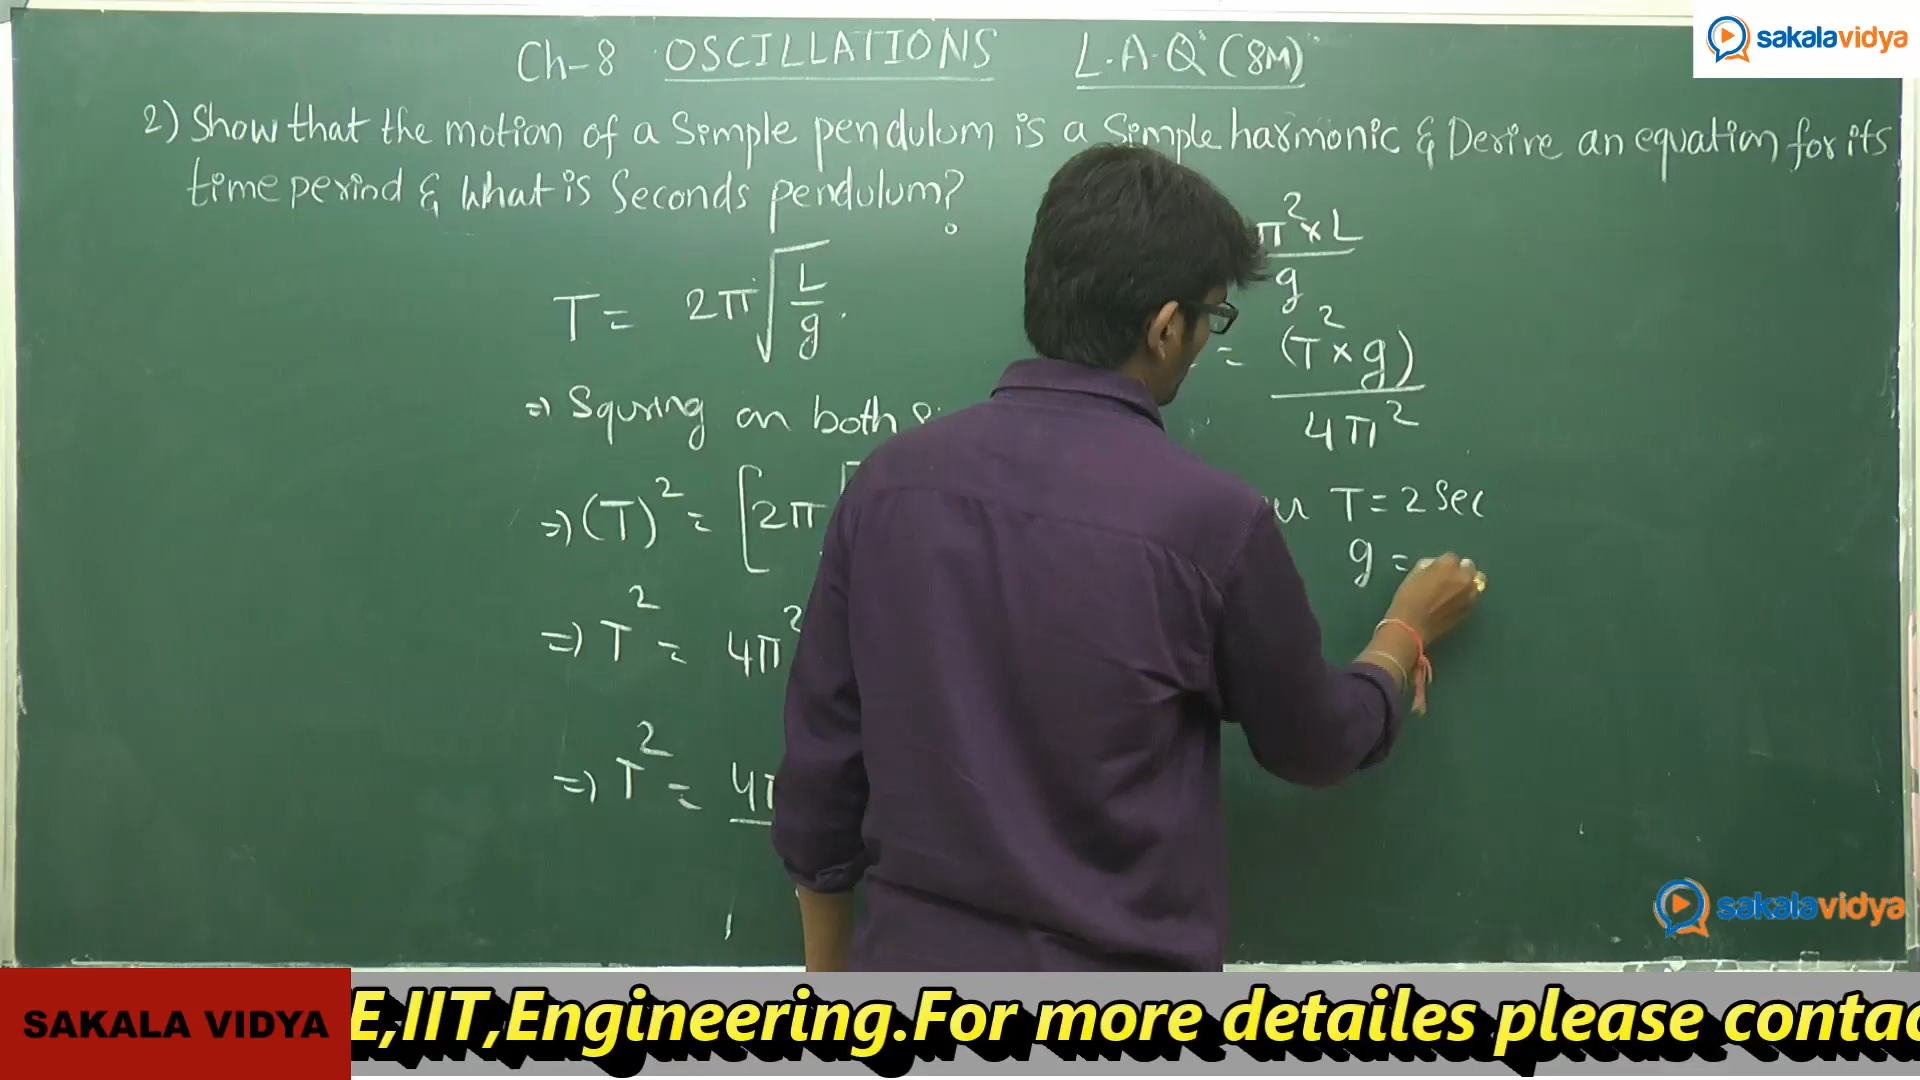 Ch-8 OSCILLATIONS L.A.Q (8M)
sakalavidya
2) Show that the motion of a Simple pendulum is a Simple harmonic & Derive an equation for its
time period & What is Seconds pendulum?
T = 2π√(L/g).
⇒ Squring on both
⇒ (T)² = [2π
⇒ T² = 4π²
⇒ T² = 4π
π² × L
g
= (T² × g)
4π²
T = 2 Sec
g =
sakalavidya
SAKALA VIDYA
E,IIT,Engineering.For more detailes please contac